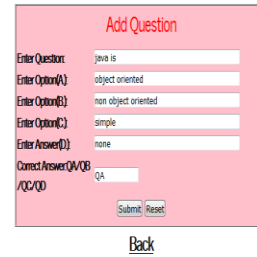 Add Question
Enter Question: java is
Enter Option(A): object oriented
Enter Option(B): non object oriented
Enter Option(C): simple
Enter Answer(D): none
Correct Answer:QA/QB
/QC/QD QA
Submit Reset
Back